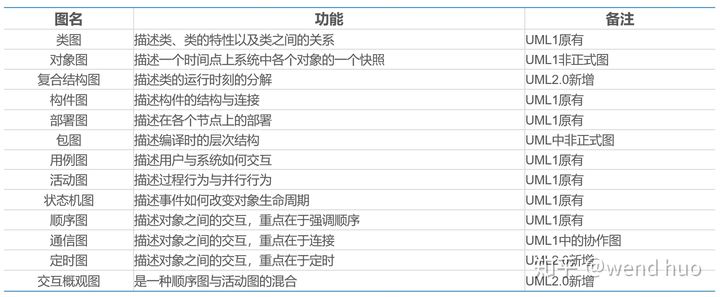 图名 功能 备注
类图 描述类、类的特性以及类之间的关系 UML1原有
对象图 描述一个时间点上系统中各个对象的一个快照 UML1非正式图
复合结构图 描述类的运行时刻的分解 UML2.0新增
构件图 描述构件的结构与连接 UML1原有
部署图 描述在各个节点上的部署 UML1原有
包图 描述编译时的层次结构 UML中非正式图
用例图 描述用户与系统如何交互 UML1原有
活动图 描述过程行为与并行行为 UML1原有
状态机图 描述事件如何改变对象生命周期 UML1原有
顺序图 描述对象之间的交互，重点在于强调顺序 UML1原有
通信图 描述对象之间的交互，重点在于连接 UML1中的协作图
定时图 描述对象之间的交互，重点在于定时 UML2.0新增
交互概观图 是一种顺序图与活动图的混合 UML2.0新增
知乎 @wend huo